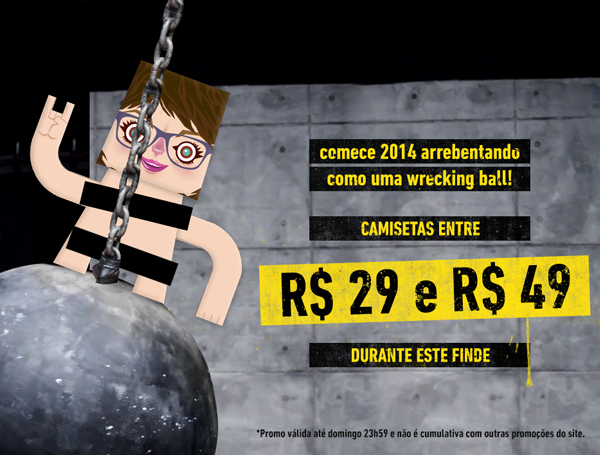 comece 2014 arrebentando
como uma wrecking ball!
CAMISETAS ENTRE
R$ 29 e R$ 49
DURANTE ESTE FINDE
*Promo válida até domingo 23h59 e não é cumulativa com outras promoções do site.